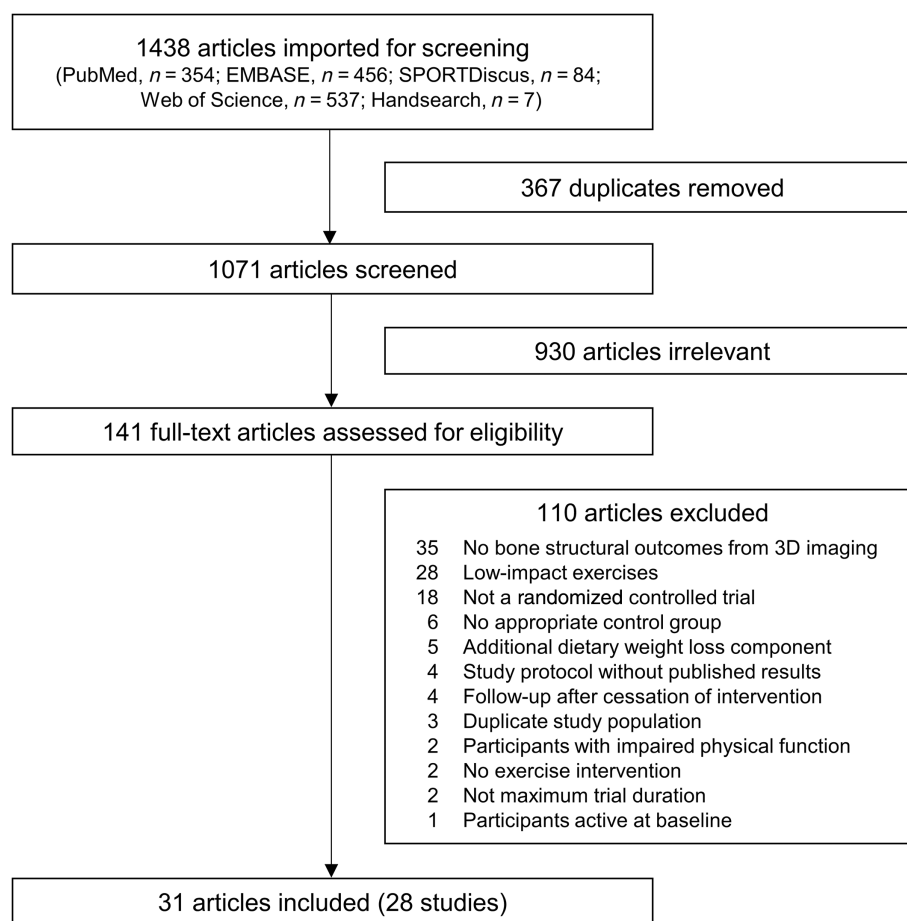 1438 articles imported for screening
(PubMed, n = 354; EMBASE, n = 456; SPORTDiscus, n = 84;
Web of Science, n = 537; Handsearch, n = 7)
367 duplicates removed
1071 articles screened
930 articles irrelevant
141 full-text articles assessed for eligibility
110 articles excluded
35 No bone structural outcomes from 3D imaging
28 Low-impact exercises
18 Not a randomized controlled trial
6 No appropriate control group
5 Additional dietary weight loss component
4 Study protocol without published results
4 Follow-up after cessation of intervention
3 Duplicate study population
2 Participants with impaired physical function
2 No exercise intervention
2 Not maximum trial duration
1 Participants active at baseline
31 articles included (28 studies)